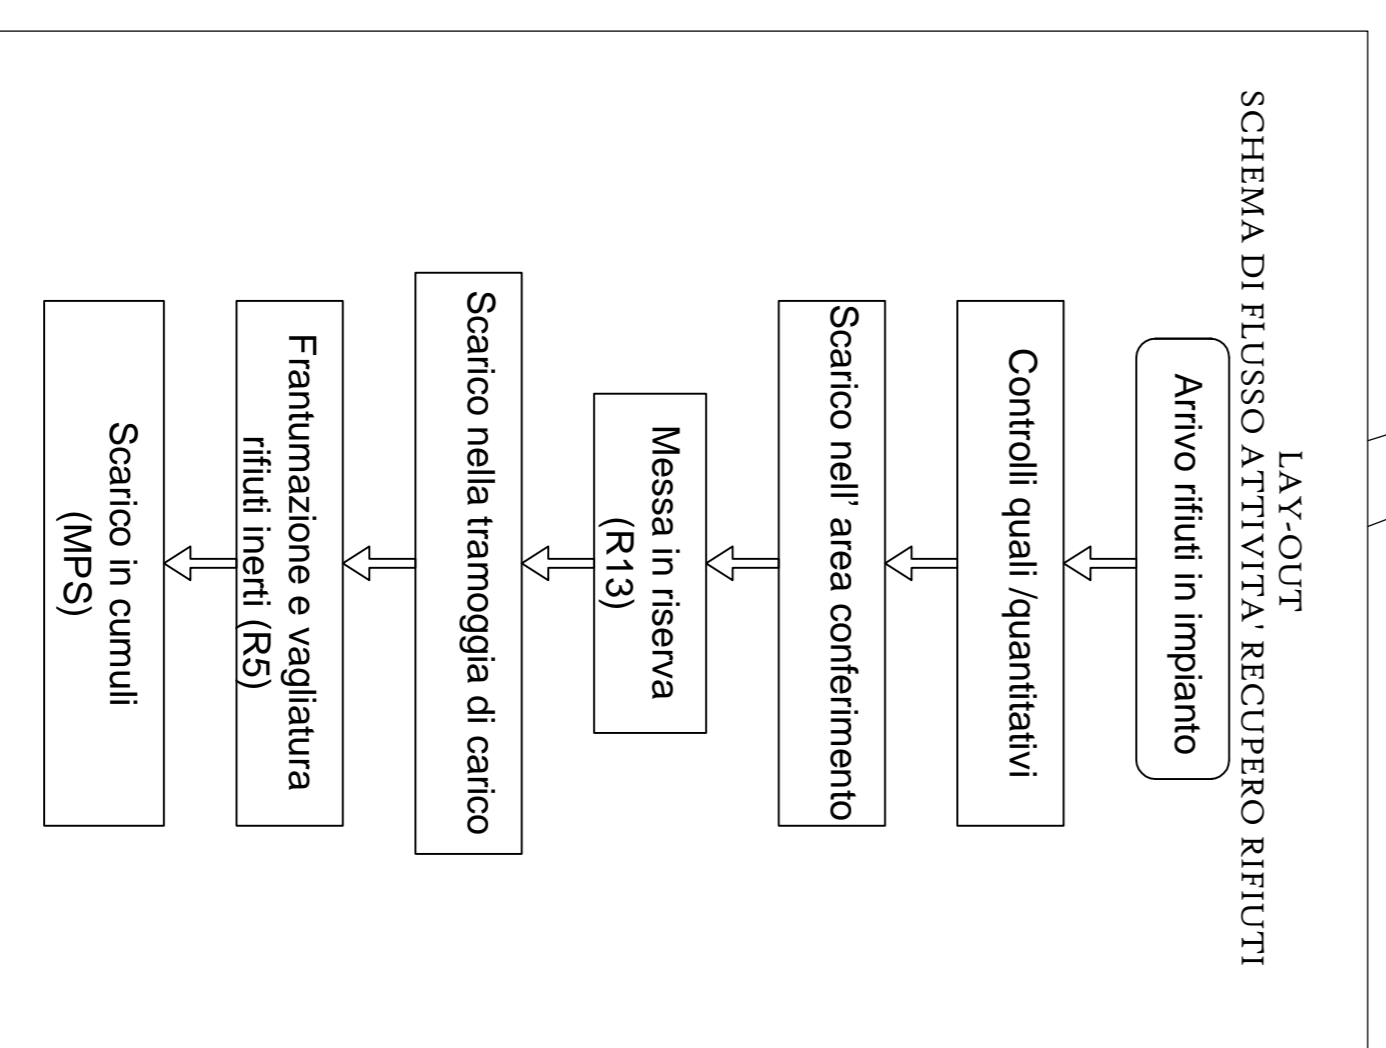 LAY-OUT
SCHEMA DI FLUSSO ATTIVITA' RECUPERO RIFIUTI
Arrivo rifiuti in impianto
Controlli quali /quantitativi
Scarico nell' area conferimento
Messa in riserva
(R13)
Scarico nella tramoggia di carico
Frantumazione e vagliatura
rifiuti inerti (R5)
Scarico in cumuli
(MPS)